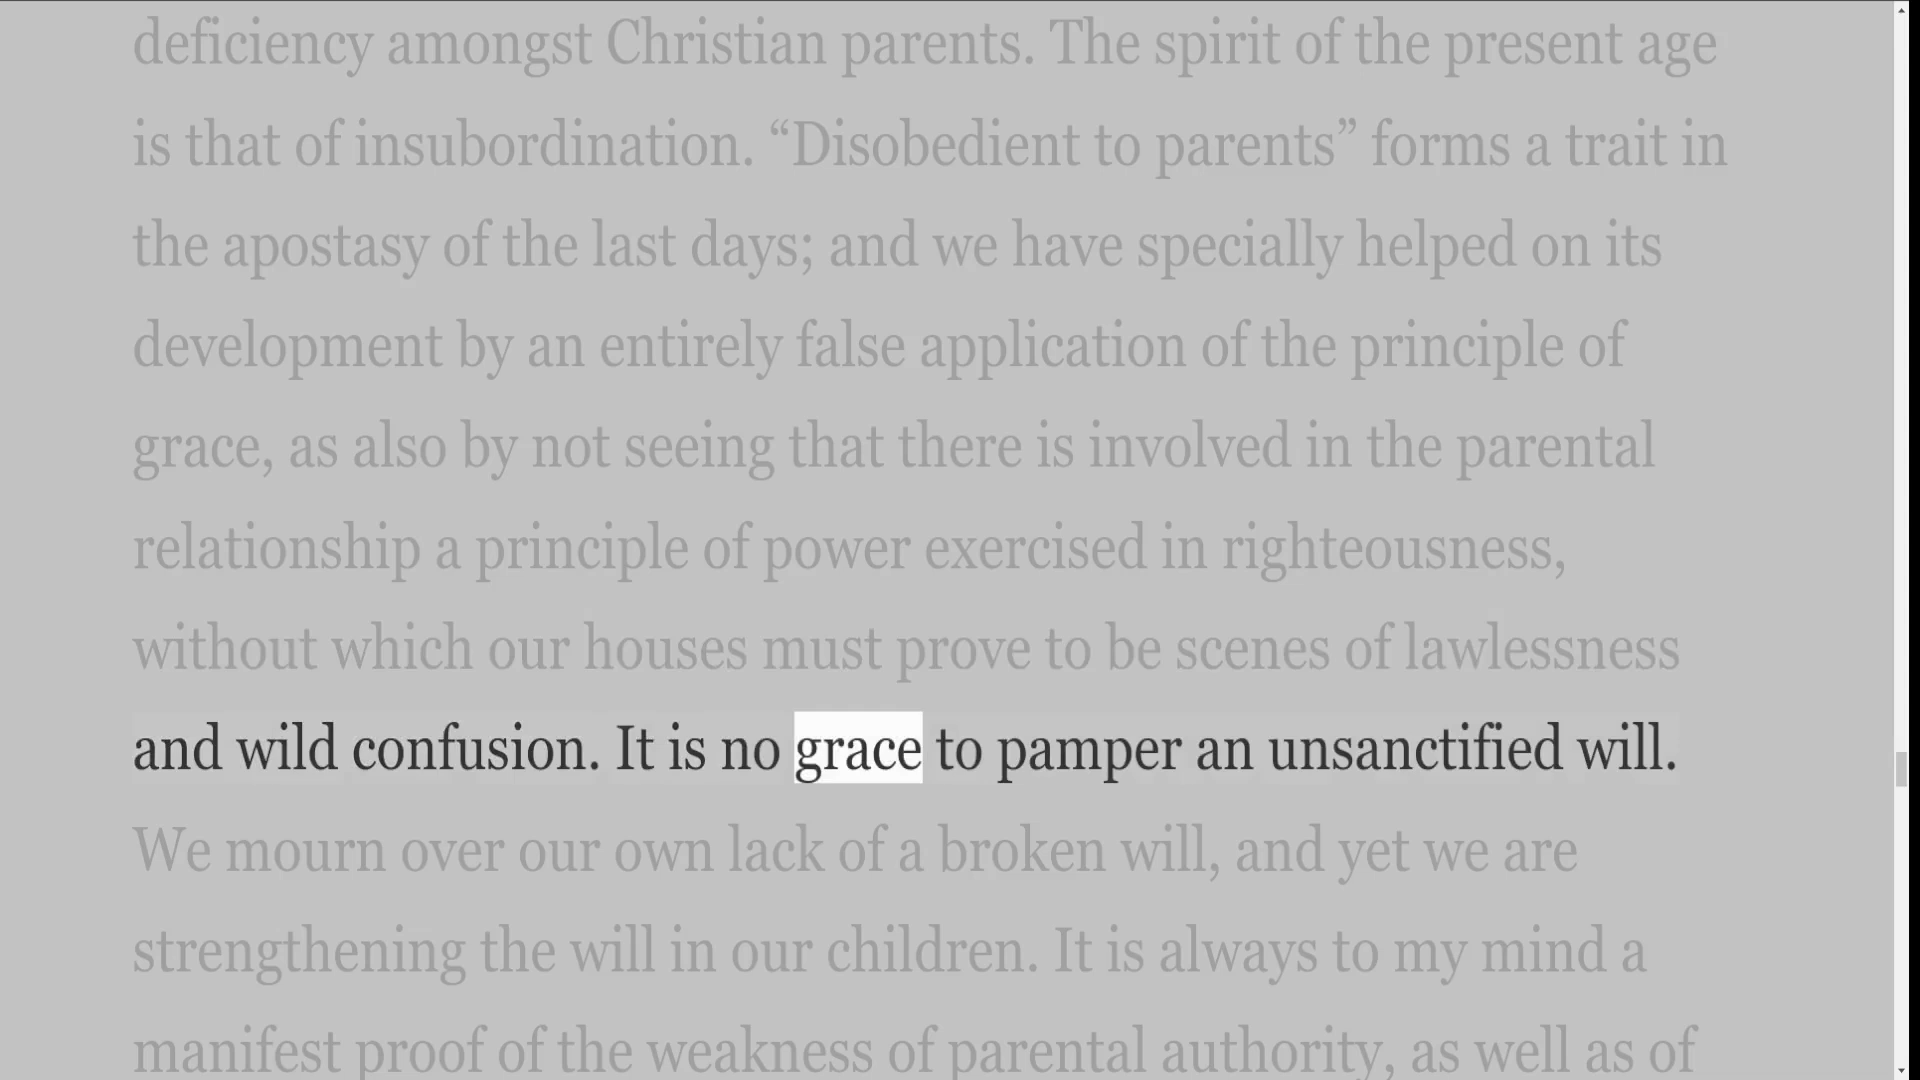 deficiency amongst Christian parents. The spirit of the present age
is that of insubordination. “Disobedient to parents” forms a trait in
the apostasy of the last days; and we have specially helped on its
development by an entirely false application of the principle of
grace, as also by not seeing that there is involved in the parental
relationship a principle of power exercised in righteousness,
without which our houses must prove to be scenes of lawlessness
and wild confusion. It is no grace to pamper an unsanctified will.
We mourn over our own lack of a broken will, and yet we are
strengthening the will in our children. It is always to my mind a
manifest proof of the weakness of parental authority, as well as of